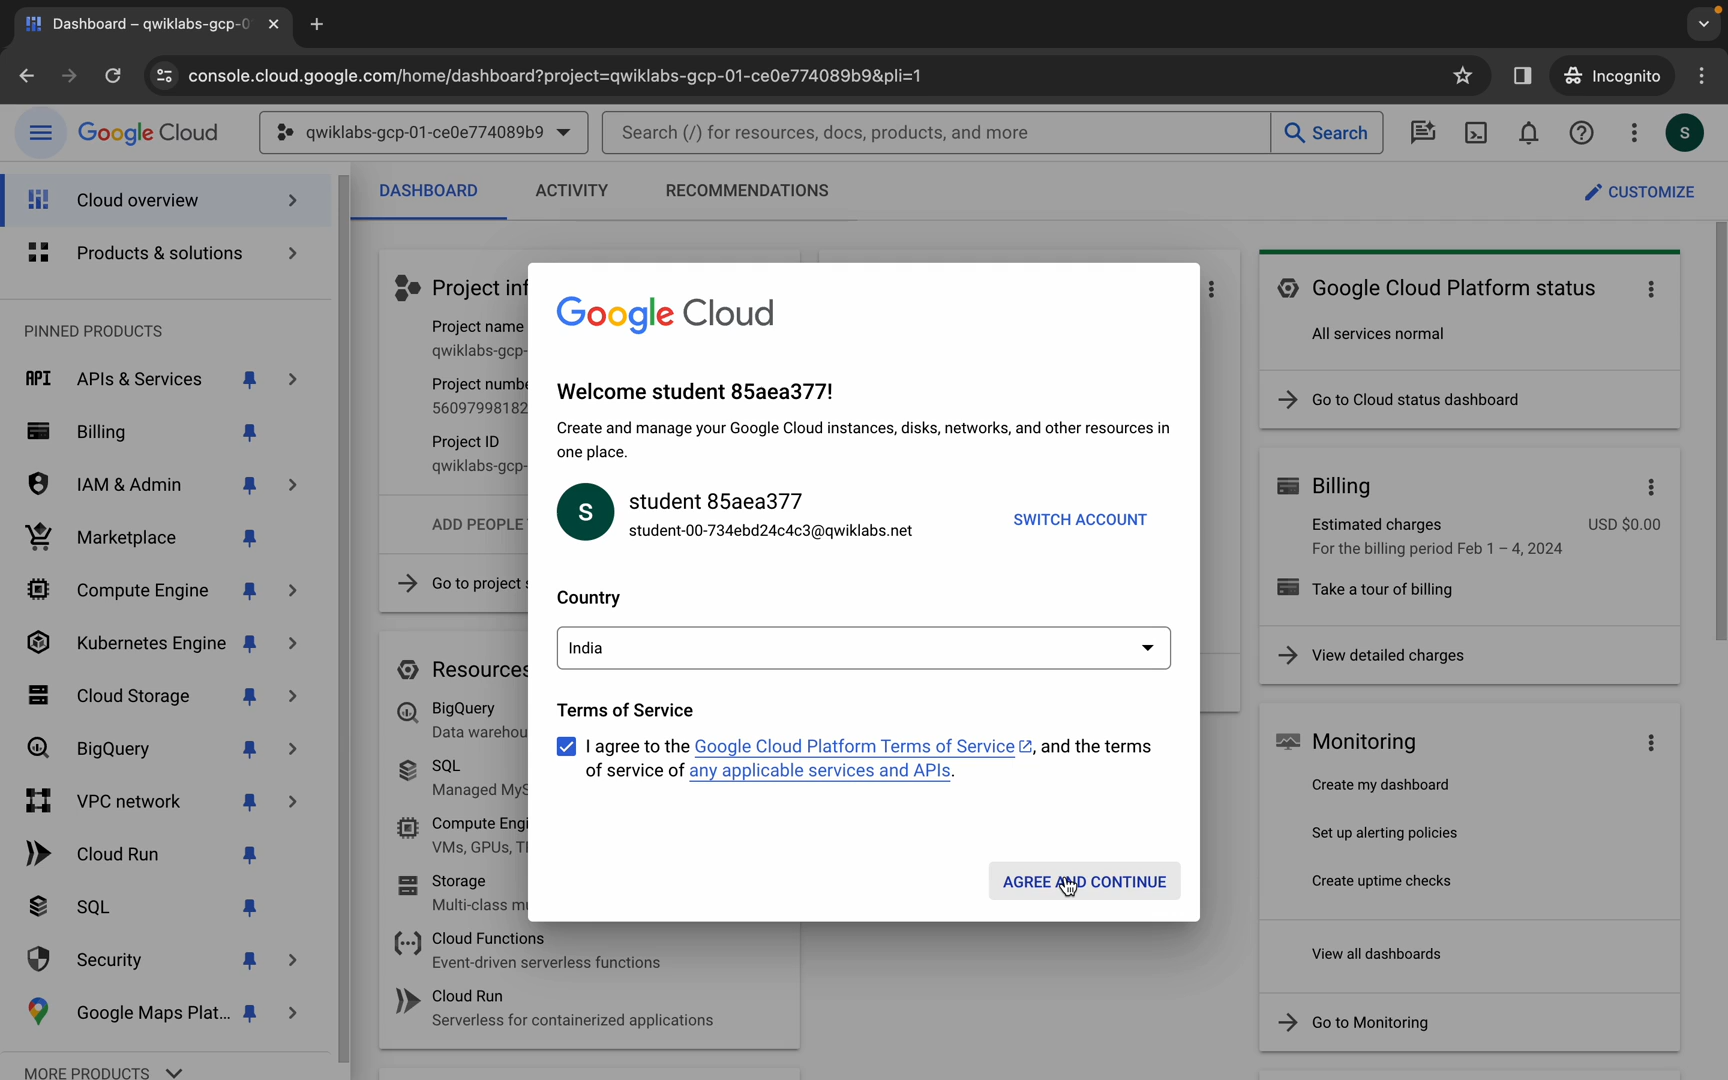 Dashboard – qwiklabs-gcp-0
console.cloud.google.com/home/dashboard?project=qwiklabs-gcp-01-ce0e774089b9&pli=1
Incognito
Google Cloud
qwiklabs-gcp-01-ce0e774089b9
Search (/) for resources, docs, products, and more
Search
S
Cloud overview
Products & solutions
PINNED PRODUCTS
API APIs & Services
Billing
IAM & Admin
Marketplace
Compute Engine
Kubernetes Engine
Cloud Storage
BigQuery
VPC network
Cloud Run
SQL
Security
Google Maps Plat...
MORE PRODUCTS
DASHBOARD
ACTIVITY
RECOMMENDATIONS
CUSTOMIZE
Project inf
Project name
qwiklabs-gcp-
Project numbe
56097998182
Project ID
qwiklabs-gcp-
ADD PEOPLE
Go to project s
Resources
BigQuery
Data warehou
SQL
Managed MyS
Compute Engi
VMs, GPUs, T
Storage
Multi-class mu
Cloud Functions
Event-driven serverless functions
Cloud Run
Serverless for containerized applications
Google Cloud
Welcome student 85aea377!
Create and manage your Google Cloud instances, disks, networks, and other resources in
one place.
S
student 85aea377
student-00-734ebd24c4c3@qwiklabs.net
SWITCH ACCOUNT
Country
India
Terms of Service
I agree to the Google Cloud Platform Terms of Service, and the terms
of service of any applicable services and APIs.
AGREE AND CONTINUE
Google Cloud Platform status
All services normal
Go to Cloud status dashboard
Billing
Estimated charges USD $0.00
For the billing period Feb 1 – 4, 2024
Take a tour of billing
View detailed charges
Monitoring
Create my dashboard
Set up alerting policies
Create uptime checks
View all dashboards
Go to Monitoring